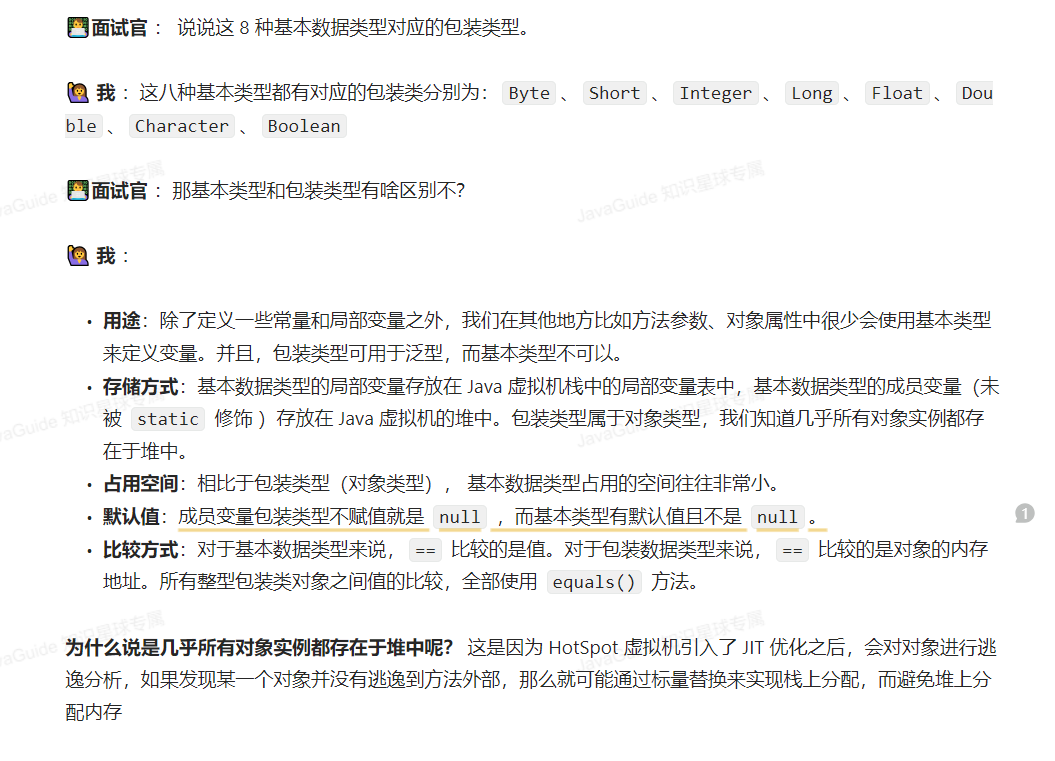 面试官： 说说这 8 种基本数据类型对应的包装类型。
我：这八种基本类型都有对应的包装类分别为： Byte 、 Short 、 Integer 、 Long 、 Float 、 Dou
ble 、 Character 、 Boolean
面试官：那基本类型和包装类型有啥区别不?
我：
• 用途：除了定义一些常量和局部变量之外，我们在其他地方比如方法参数、对象属性中很少会使用基本类型
来定义变量。并且，包装类型可用于泛型，而基本类型不可以。
• 存储方式：基本数据类型的局部变量存放在 Java 虚拟机栈中的局部变量表中，基本数据类型的成员变量（未
被 static 修饰 ）存放在 Java 虚拟机的堆中。包装类型属于对象类型，我们知道几乎所有对象实例都存
在于堆中。
• 占用空间：相比于包装类型（对象类型）， 基本数据类型占用的空间往往非常小。
• 默认值：成员变量包装类型不赋值就是 null ，而基本类型有默认值且不是 null 。
1
• 比较方式：对于基本数据类型来说， == 比较的是值。对于包装数据类型来说， == 比较的是对象的内存
地址。所有整型包装类对象之间值的比较，全部使用 equals() 方法。
为什么说是几乎所有对象实例都存在于堆中呢？ 这是因为 HotSpot 虚拟机引入了 JIT 优化之后，会对对象进行逃
逸分析，如果发现某一个对象并没有逃逸到方法外部，那么就可能通过标量替换来实现栈上分配，而避免堆上分
配内存
JavaGuide 知识星球专属